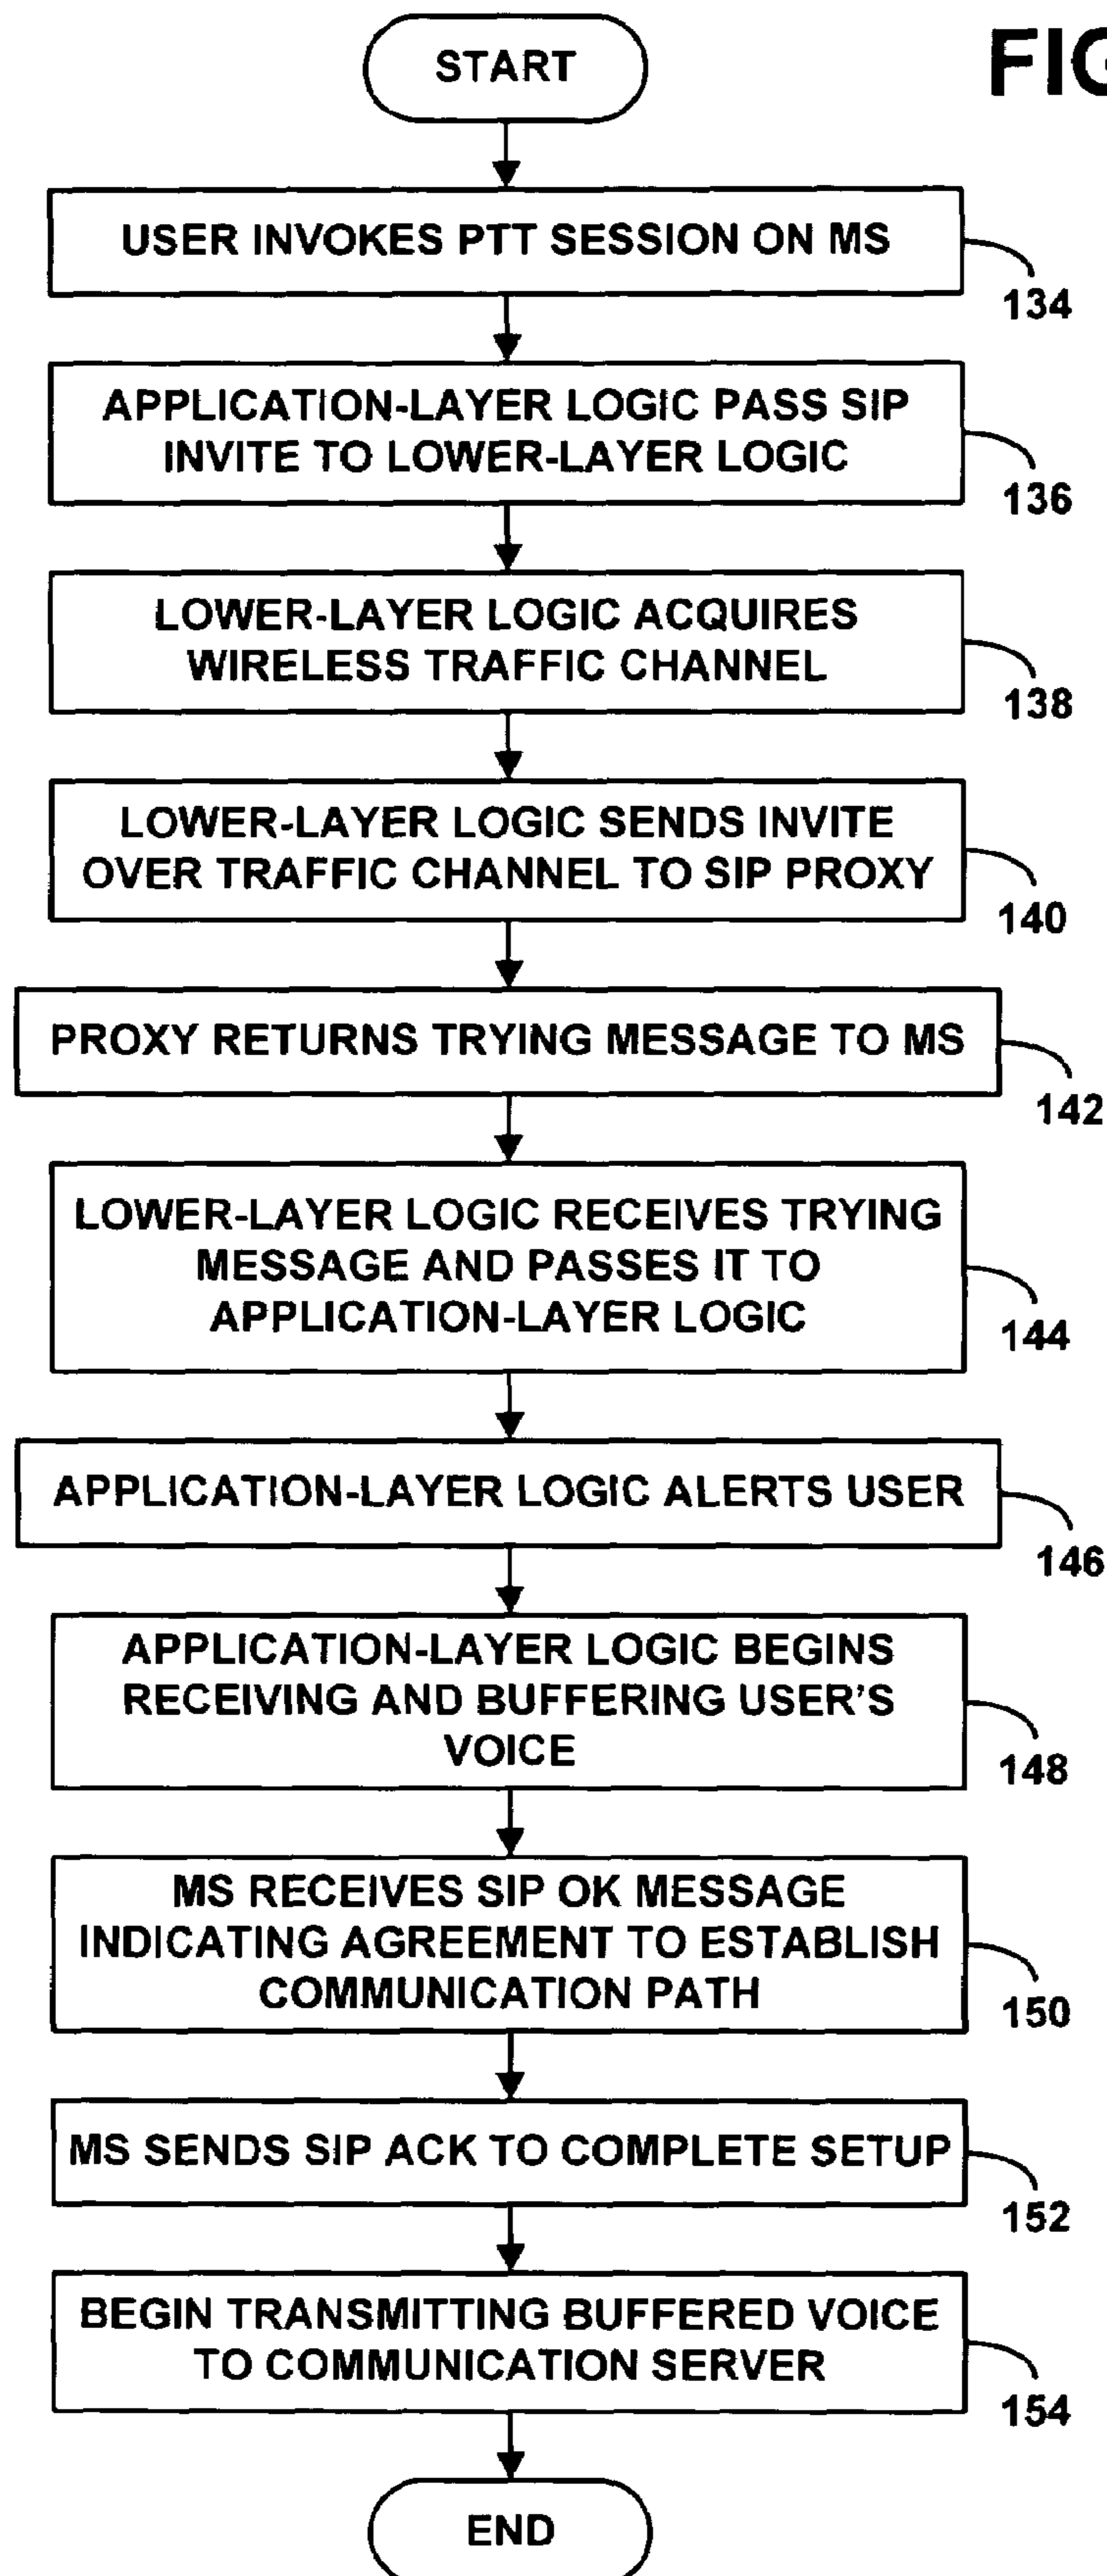 START
FIG
USER INVOKES PTT SESSION ON MS
134
APPLICATION-LAYER LOGIC PASS SIP
INVITE TO LOWER-LAYER LOGIC
136
LOWER-LAYER LOGIC ACQUIRES
WIRELESS TRAFFIC CHANNEL
138
LOWER-LAYER LOGIC SENDS INVITE
OVER TRAFFIC CHANNEL TO SIP PROXY
140
PROXY RETURNS TRYING MESSAGE TO MS
142
LOWER-LAYER LOGIC RECEIVES TRYING
MESSAGE AND PASSES IT TO
APPLICATION-LAYER LOGIC
144
APPLICATION-LAYER LOGIC ALERTS USER
146
APPLICATION-LAYER LOGIC BEGINS
RECEIVING AND BUFFERING USER'S
VOICE
148
MS RECEIVES SIP OK MESSAGE
INDICATING AGREEMENT TO ESTABLISH
COMMUNICATION PATH
150
MS SENDS SIP ACK TO COMPLETE SETUP
152
BEGIN TRANSMITTING BUFFERED VOICE
TO COMMUNICATION SERVER
154
END